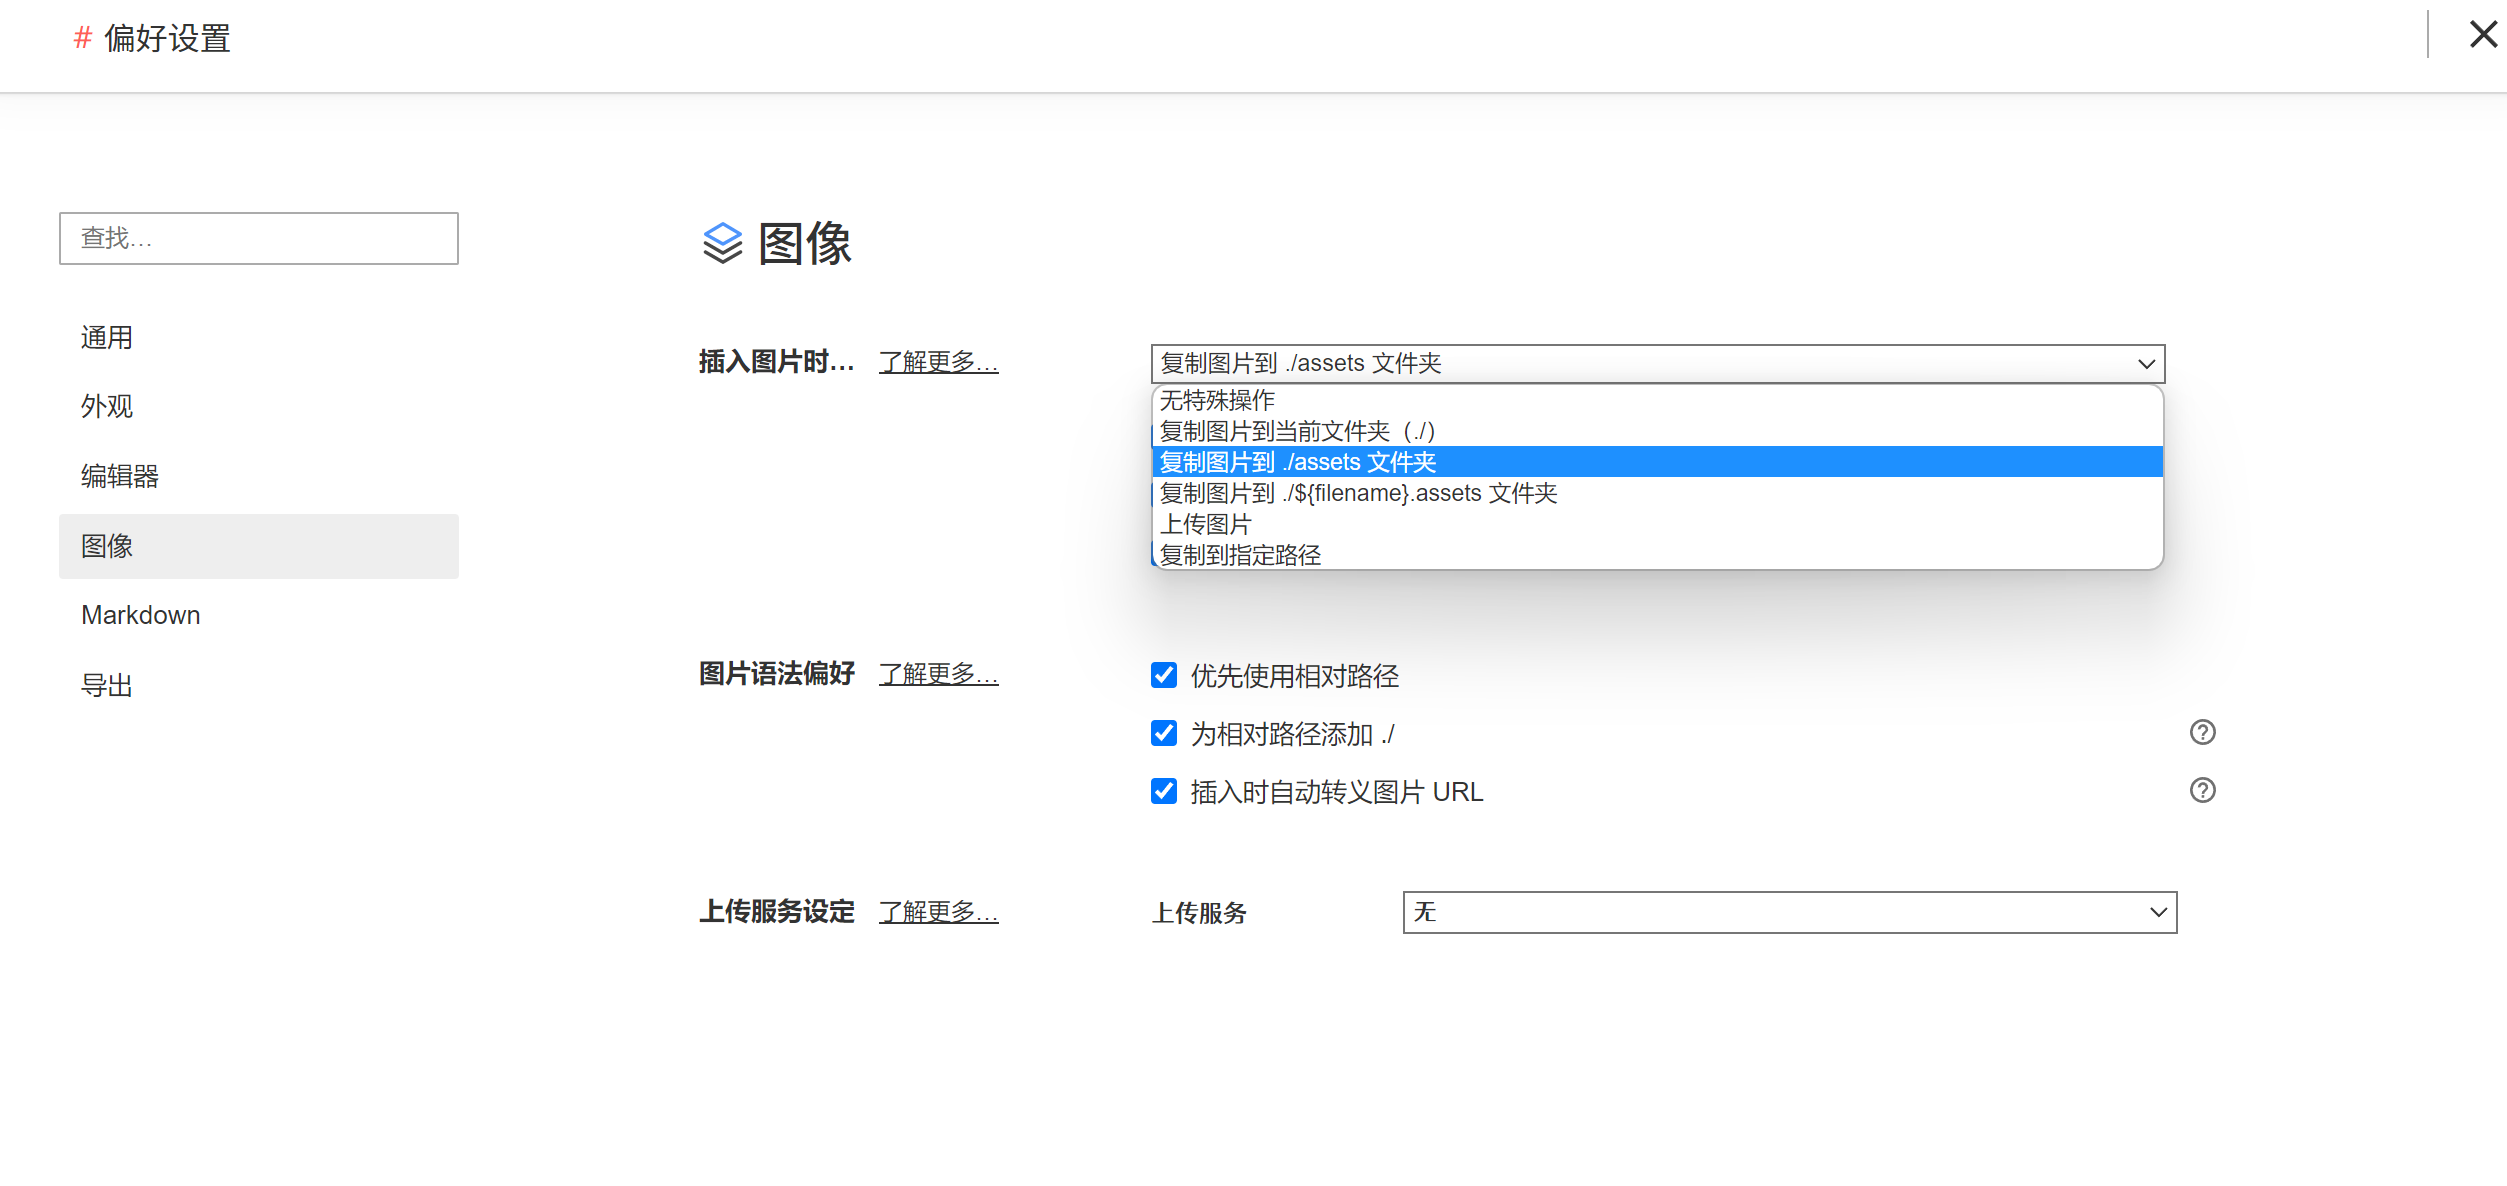 # 偏好设置
查找…
通用
外观
编辑器
图像
Markdown
导出
图像
插入图片时… 了解更多…
复制图片到 ./assets 文件夹
无特殊操作
复制图片到当前文件夹（./）
复制图片到 ./assets 文件夹
复制图片到 ./${filename}.assets 文件夹
上传图片
复制到指定路径
图片语法偏好 了解更多…
优先使用相对路径
为相对路径添加 ./
插入时自动转义图片 URL
上传服务设定 了解更多…
上传服务 无